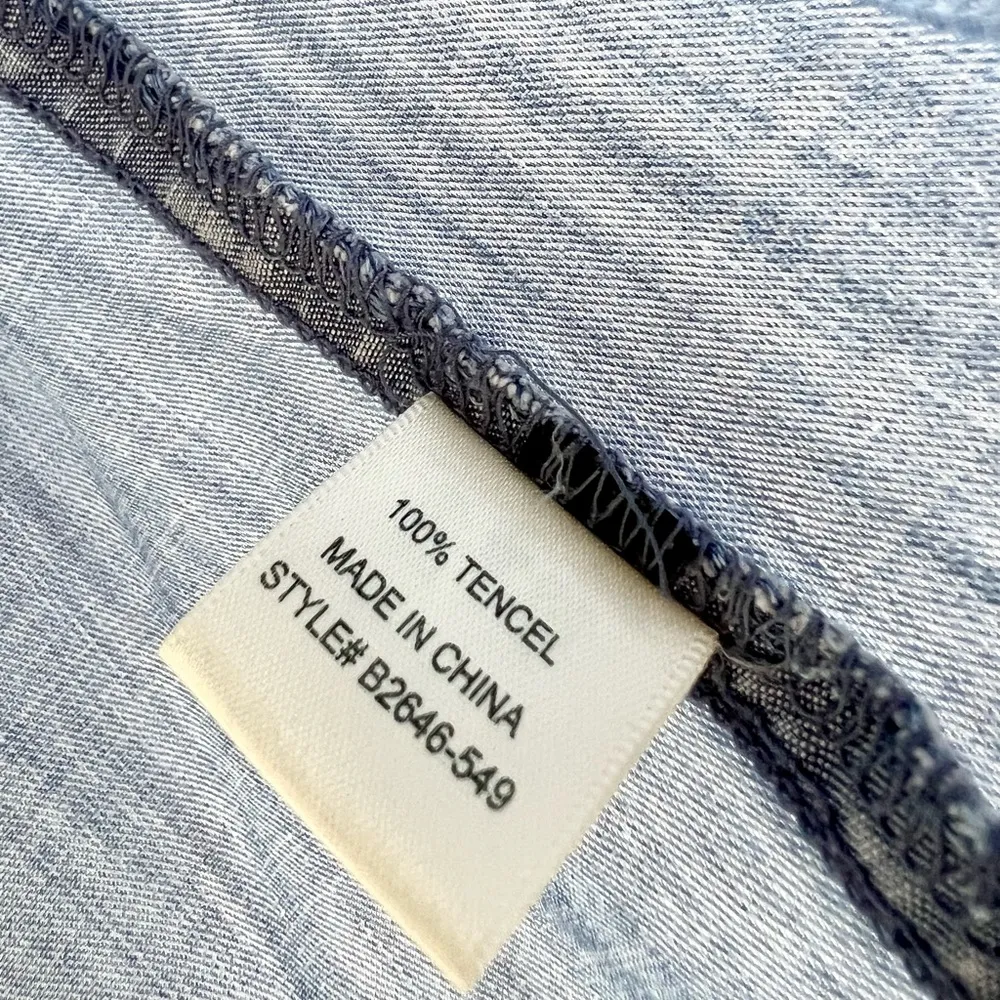 100% TENCEL
MADE IN CHINA
STYLE# B2646-549